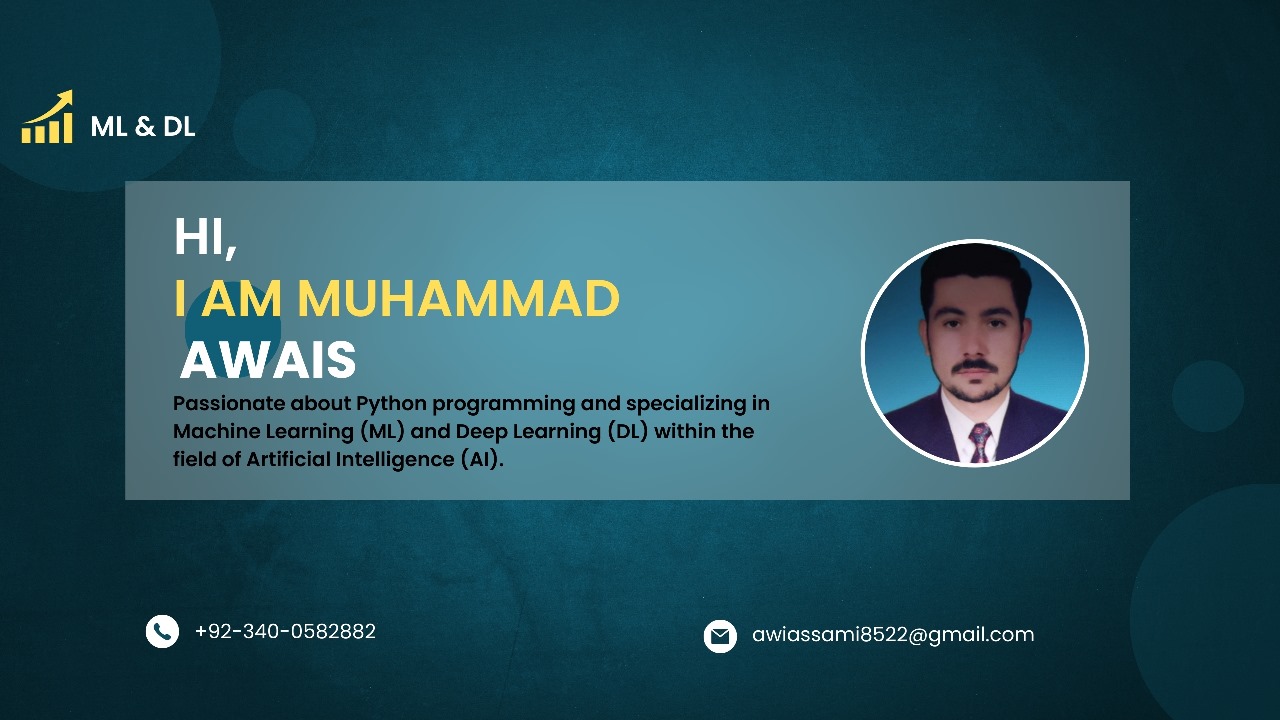 ML & DL
HI,
I AM MUHAMMAD
AWAIS
Passionate about Python programming and specializing in
Machine Learning (ML) and Deep Learning (DL) within the
field of Artificial Intelligence (AI).
+92-340-0582882
awiassami8522@gmail.com